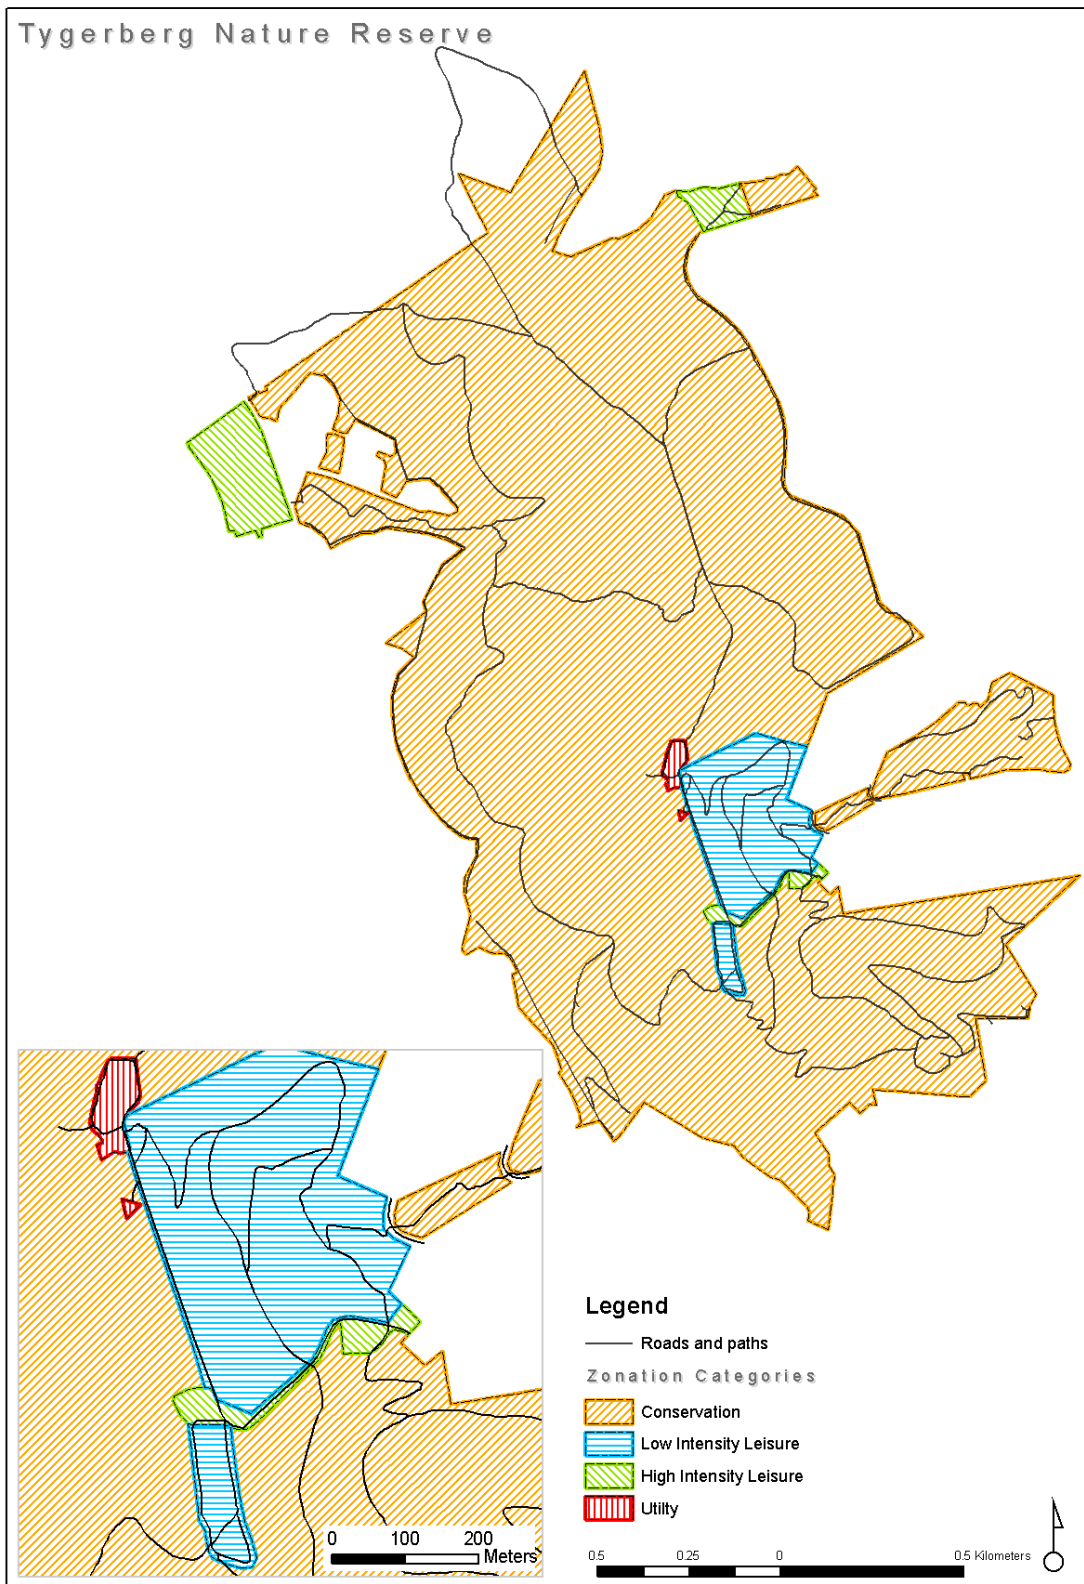 Tygerberg Nature Reserve
Legend
Roads and paths
Zonation Categories
Conservation
Low Intensity Leisure
High Intensity Leisure
Utilty
0 100 200
Meters
0.5 0.25 0 0.5 Kilometers